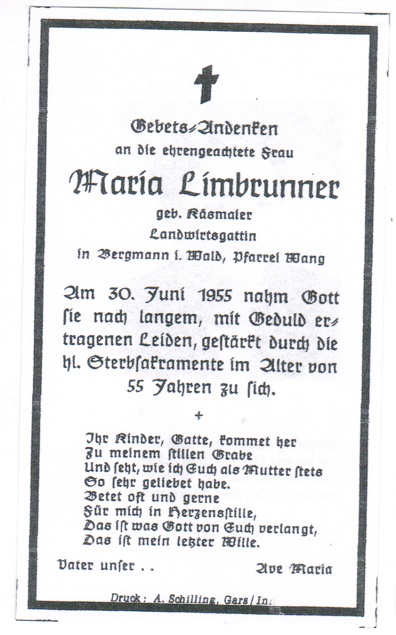 Gebets-Andenken
an die ehrengeachtete Frau
Maria Limbrunner
geb. Käsmaier
Landwirtsgattin
in Bergmann i. Wald, Pfarrei Wang
Am 30. Juni 1955 nahm Gott
sie nach langem, mit Geduld er-
tragenen Leiden, gestärkt durch die
hl. Sterbsakramente im Alter von
55 Jahren zu sich.
Ihr Kinder, Gatte, kommet her
Zu meinem stillen Grabe
Und seht, wie ich Euch als Mutter stets
So sehr geliebet habe.
Betet oft und gerne
Für mich in Herzensstille,
Das ist was Gott von Euch verlangt,
Das ist mein letzter Wille.
Vater unser . . Ave Maria
Druck: A. Schilling, Gars/In.